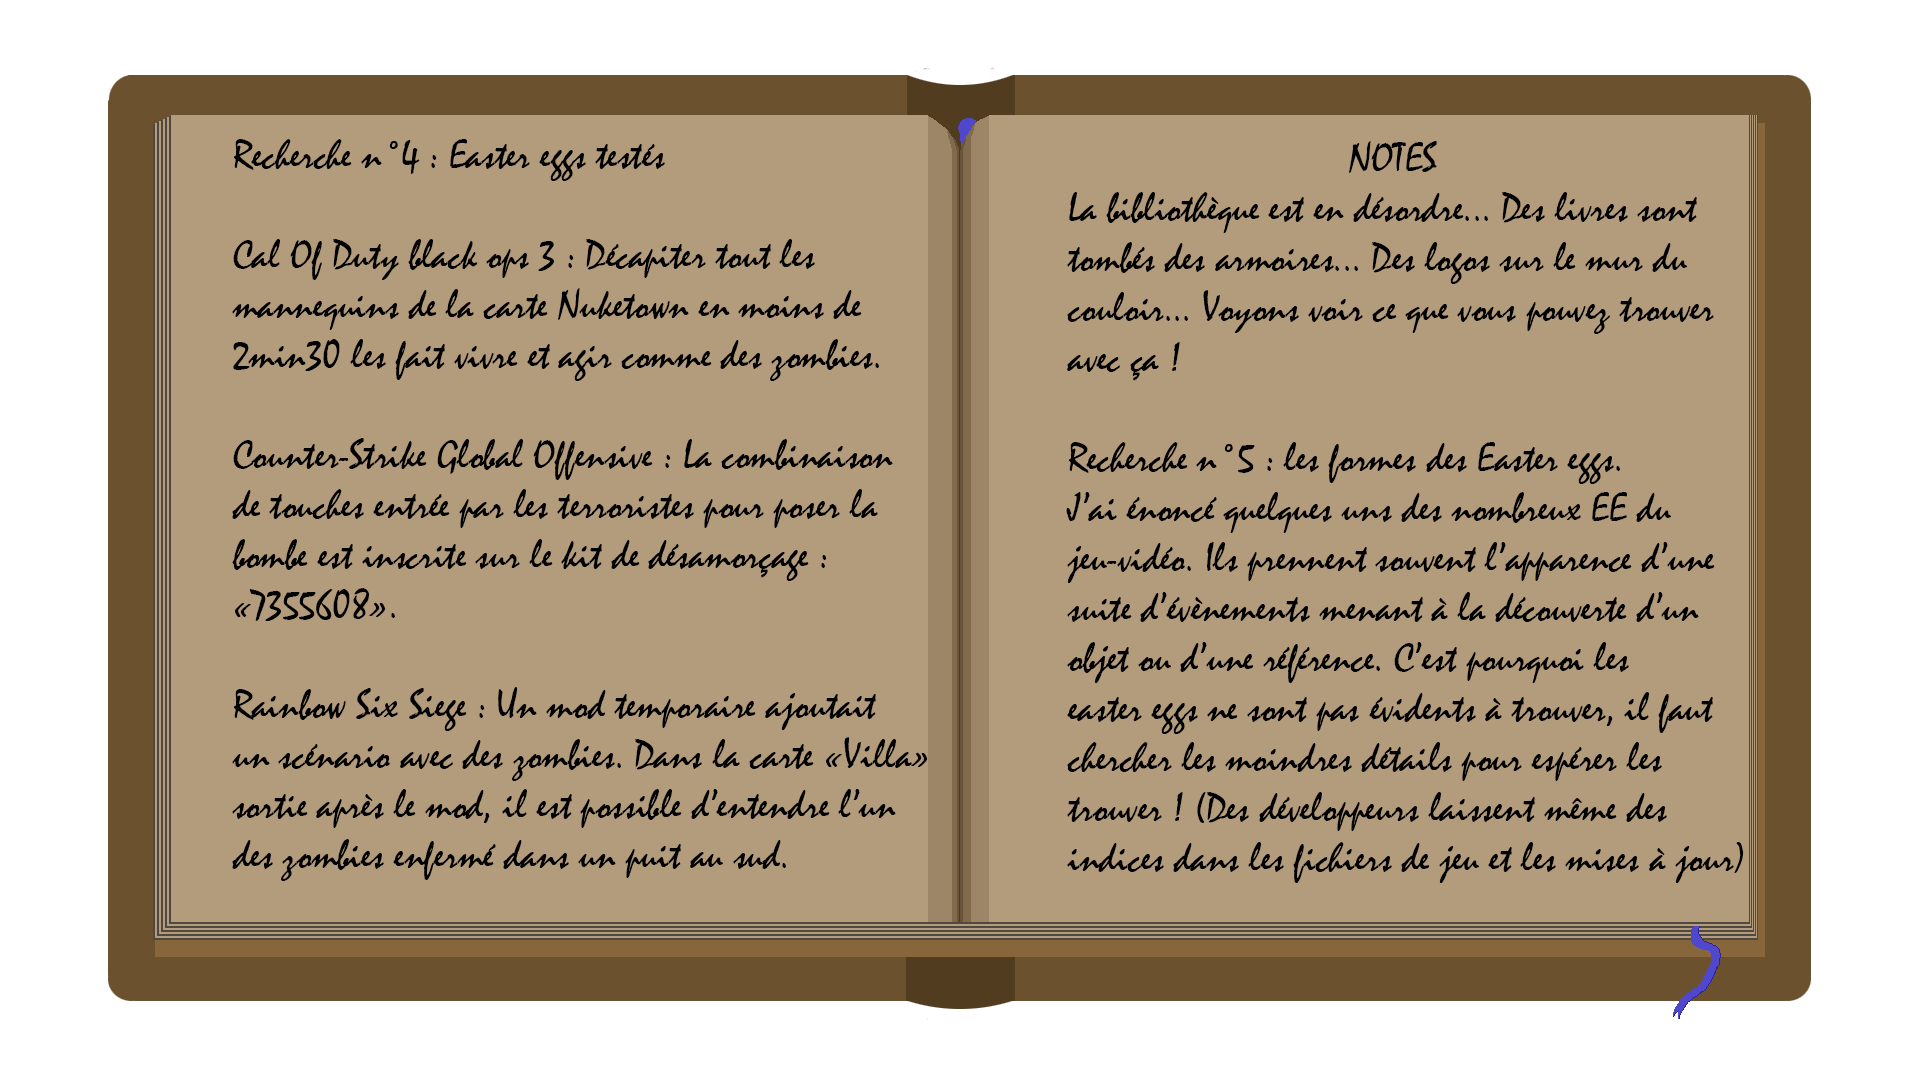 Recherche n°4 : Easter eggs testés
Cal Of Duty black ops 3 : Décapiter tout les
mannequins de la carte Nuketown en moins de
2min30 les fait vivre et agir comme des zombies.
Counter-Strike Global Offensive : La combinaison
de touches entrée par les terroristes pour poser la
bombe est inscrite sur le kit de désamorçage :
«7355608».
Rainbow Six Siege : Un mod temporaire ajoutait
un scénario avec des zombies. Dans la carte «Villa»
sortie après le mod, il est possible d'entendre l'un
des zombies enfermé dans un puit au sud.
NOTES
La bibliothèque est en désordre... Des livres sont
tombés des armoires... Des logos sur le mur du
couloir... Voyons voir ce que vous pouvez trouver
avec ça !
Recherche n°5 : les formes des Easter eggs.
J'ai énoncé quelques uns des nombreux EE du
jeu-vidéo. Ils prennent souvent l'apparence d'une
suite d'évènements menant à la découverte d'un
objet ou d'une référence. C'est pourquoi les
easter eggs ne sont pas évidents à trouver, il faut
chercher les moindres détails pour espérer les
trouver ! (Des développeurs laissent même des
indices dans les fichiers de jeu et les mises à jour)